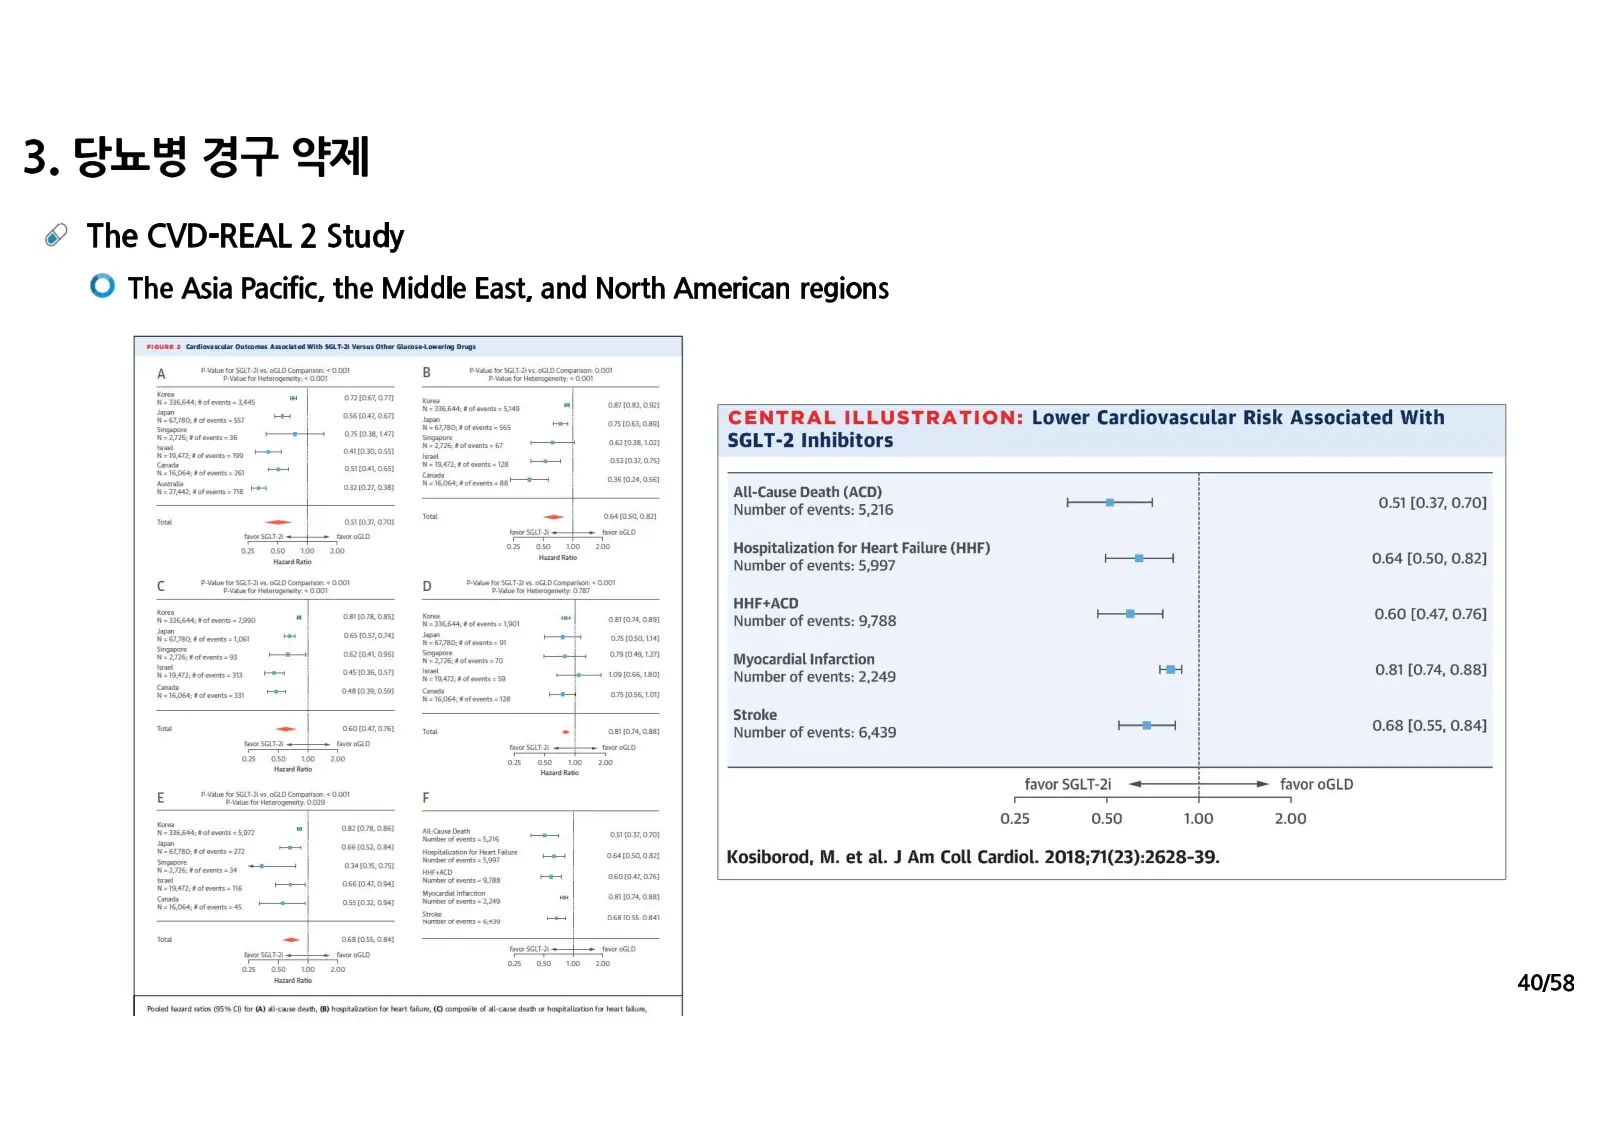 3. 당뇨병 경구 약제
The CVD-REAL 2 Study
The Asia Pacific, the Middle East, and North American regions
FIGURE 2 Cardiovascular Outcomes Associated With SGLT-2i Versus Other Glucose-Lowering Drugs
A
P-Value for SGLT-2i vs. oGLD Comparison: < 0.001
P-Value for Heterogeneity: < 0.001
Korea
N = 336,644; # of events = 3,445 0.72 [0.67, 0.77]
Japan
N = 67,780; # of events = 557 0.56 [0.47, 0.67]
Singapore
N = 2,726; # of events = 36 0.75 [0.38, 1.47]
Israel
N = 19,472; # of events = 199 0.41 [0.30, 0.55]
Canada
N = 16,064; # of events = 261 0.51 [0.41, 0.65]
Australia
N = 27,442; # of events = 718 0.32 [0.27, 0.38]
Total 0.51 [0.37, 0.70]
favor SGLT-2i favor oGLD
0.25 0.50 1.00 2.00
Hazard Ratio
B
P-Value for SGLT-2i vs. oGLD Comparison: 0.001
P-Value for Heterogeneity: < 0.001
Korea
N = 336,644; # of events = 5,149 0.87 [0.82, 0.92]
Japan
N = 67,780; # of events = 565 0.75 [0.63, 0.89]
Singapore
N = 2,726; # of events = 67 0.62 [0.38, 1.02]
Israel
N = 19,472; # of events = 128 0.53 [0.37, 0.75]
Canada
N = 16,064; # of events = 88 0.36 [0.24, 0.56]
Total 0.64 [0.50, 0.82]
favor SGLT-2i favor oGLD
0.25 0.50 1.00 2.00
Hazard Ratio
C
P-Value for SGLT-2i vs. oGLD Comparison: < 0.001
P-Value for Heterogeneity: < 0.001
Korea
N = 336,644; # of events = 7,990 0.81 [0.78, 0.85]
Japan
N = 67,780; # of events = 1,061 0.65 [0.57, 0.74]
Singapore
N = 2,726; # of events = 93 0.62 [0.41, 0.95]
Israel
N = 19,472; # of events = 313 0.45 [0.36, 0.57]
Canada
N = 16,064; # of events = 331 0.48 [0.39, 0.59]
Total 0.60 [0.47, 0.76]
favor SGLT-2i favor oGLD
0.25 0.50 1.00 2.00
Hazard Ratio
D
P-Value for SGLT-2i vs. oGLD Comparison: < 0.001
P-Value for Heterogeneity: 0.787
Korea
N = 336,644; # of events = 1,901 0.81 [0.74, 0.89]
Japan
N = 67,780; # of events = 91 0.75 [0.50, 1.14]
Singapore
N = 2,726; # of events = 70 0.79 [0.49, 1.27]
Israel
N = 19,472; # of events = 59 1.09 [0.66, 1.80]
Canada
N = 16,064; # of events = 128 0.75 [0.56, 1.01]
Total 0.81 [0.74, 0.88]
favor SGLT-2i favor oGLD
0.25 0.50 1.00 2.00
Hazard Ratio
E
P-Value for SGLT-2i vs. oGLD Comparison: < 0.001
P-Value for Heterogeneity: 0.029
Korea
N = 336,644; # of events = 5,972 0.82 [0.78, 0.86]
Japan
N = 67,780; # of events = 272 0.66 [0.52, 0.84]
Singapore
N = 2,726; # of events = 34 0.34 [0.15, 0.75]
Israel
N = 19,472; # of events = 116 0.66 [0.47, 0.94]
Canada
N = 16,064; # of events = 45 0.55 [0.32, 0.94]
Total 0.68 [0.55, 0.84]
favor SGLT-2i favor oGLD
0.25 0.50 1.00 2.00
Hazard Ratio
F
All-Cause Death
Number of events = 5,216 0.51 [0.37, 0.70]
Hospitalization for Heart Failure
Number of events = 5,997 0.64 [0.50, 0.82]
HHF+ACD
Number of events = 9,788 0.60 [0.47, 0.76]
Myocardial Infarction
Number of events = 2,249 0.81 [0.74, 0.88]
Stroke
Number of events = 6,439 0.68 [0.55, 0.84]
favor SGLT-2i favor oGLD
0.25 0.50 1.00 2.00
Pooled hazard ratios (95% CI) for (A) all-cause death, (B) hospitalization for heart failure, (C) composite of all-cause death or hospitalization for heart failure,
CENTRAL ILLUSTRATION: Lower Cardiovascular Risk Associated With
SGLT-2 Inhibitors
All-Cause Death (ACD)
Number of events: 5,216 0.51 [0.37, 0.70]
Hospitalization for Heart Failure (HHF)
Number of events: 5,997 0.64 [0.50, 0.82]
HHF+ACD
Number of events: 9,788 0.60 [0.47, 0.76]
Myocardial Infarction
Number of events: 2,249 0.81 [0.74, 0.88]
Stroke
Number of events: 6,439 0.68 [0.55, 0.84]
favor SGLT-2i favor oGLD
0.25 0.50 1.00 2.00
Kosiborod, M. et al. J Am Coll Cardiol. 2018;71(23):2628-39.
40/58